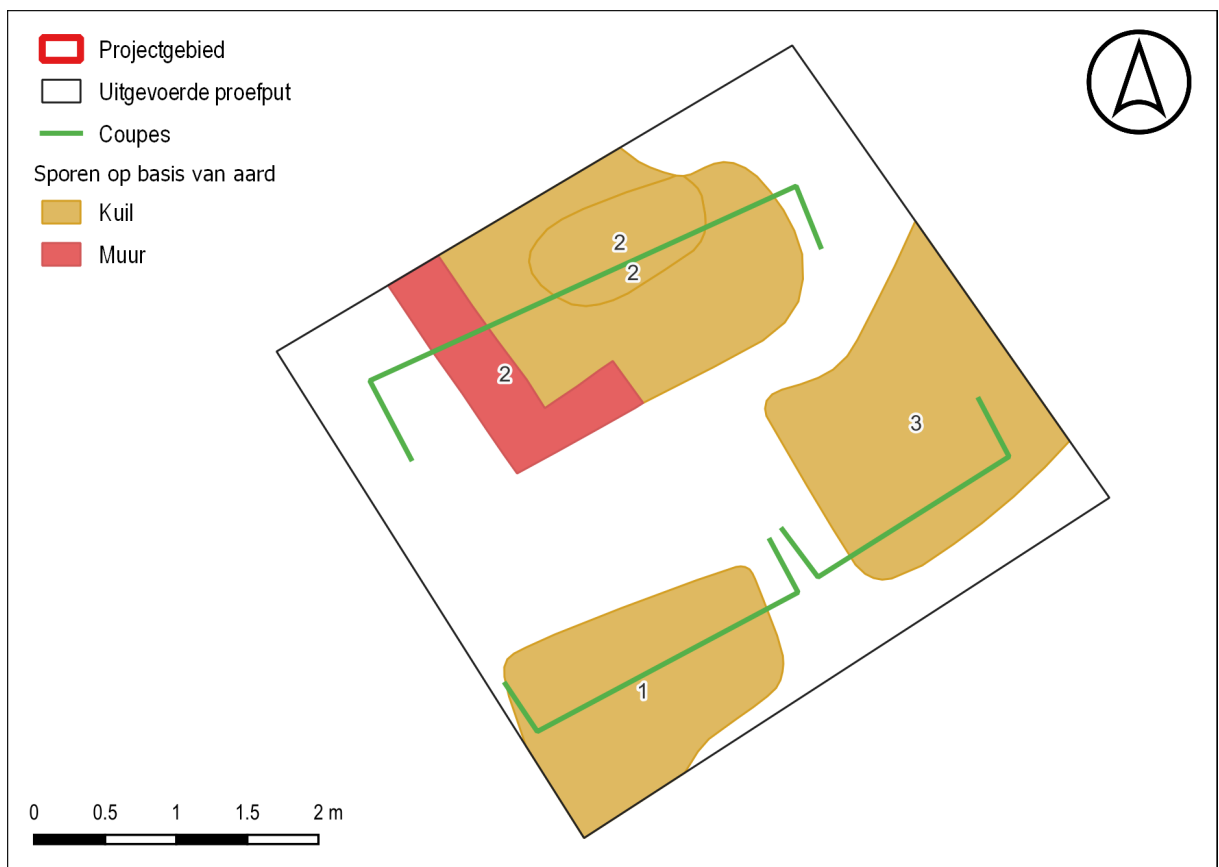 Projectgebied
Uitgevoerde proefput
Coupes
Sporen op basis van aard
Kuil
Muur
2
2
2
3
1
0 0.5 1 1.5 2 m